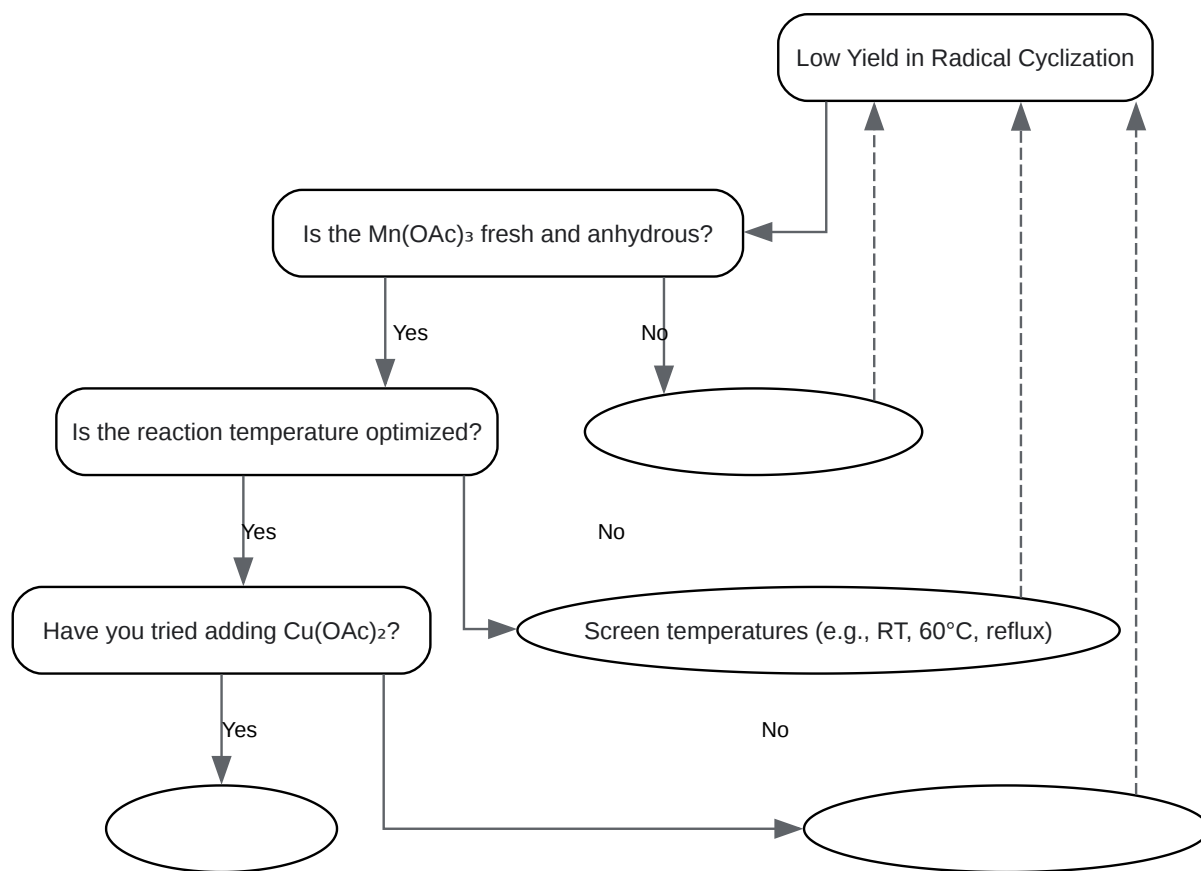 Low Yield in Radical Cyclization
Is the Mn(OAc)₃ fresh and anhydrous?
Yes
No
Is the reaction temperature optimized?
Yes
No
Have you tried adding Cu(OAc)₂?
Screen temperatures (e.g., RT, 60°C, reflux)
Yes
No